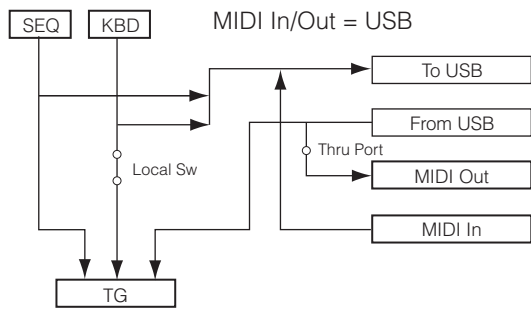 SEQ
KBD
MIDI In/Out = USB
To USB
From USB
Thru Port
Local Sw
MIDI Out
MIDI In
TG